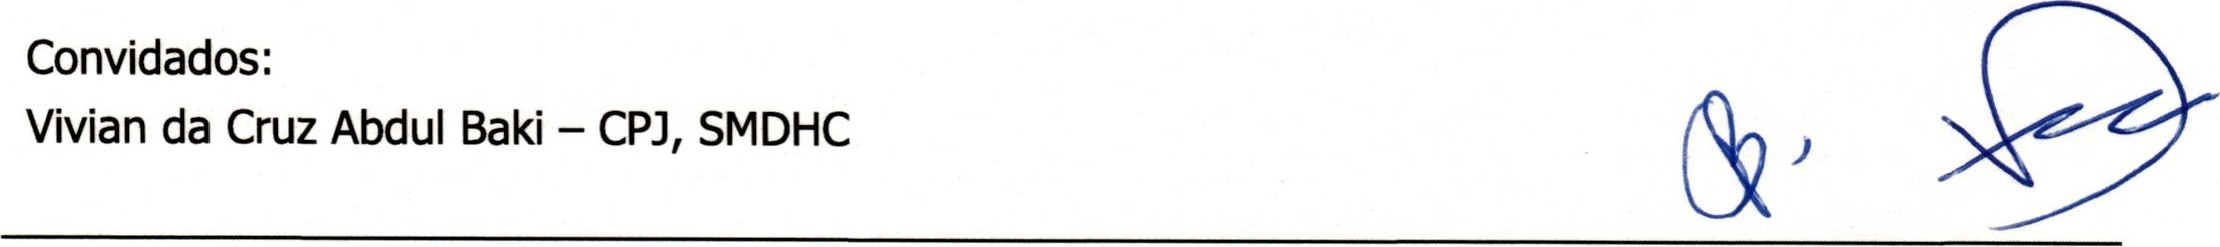 Convidados:
Vivian da Cruz Abdul Baki – CPJ, SMDHC